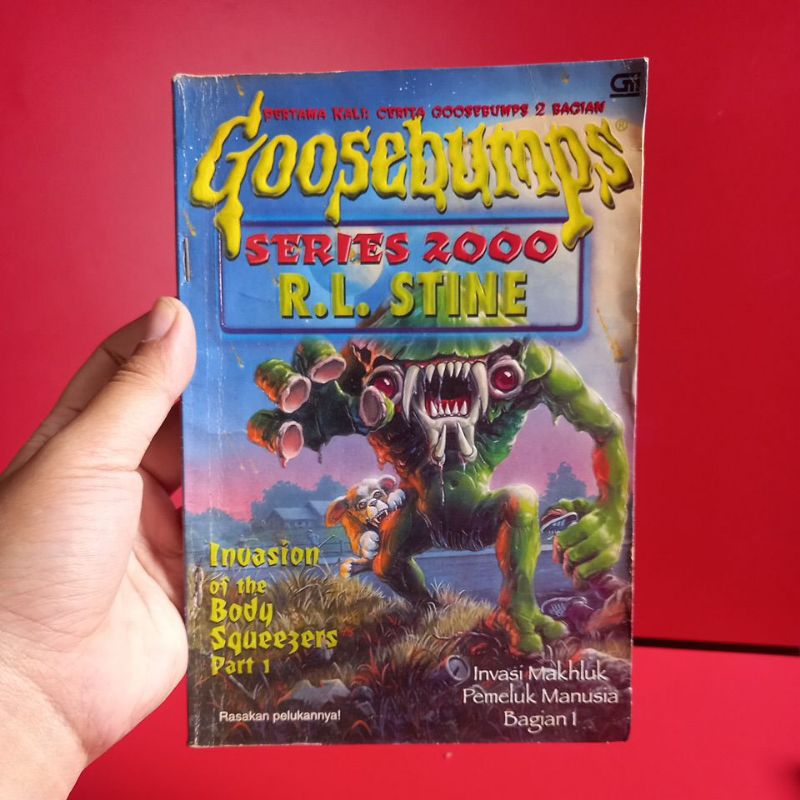 GM
PERTAMA KALI: CERITA GOOSEBUMPS 2 BAGIAN
Goosebumps®
SERIES 2000
R.L. STINE
Invasion
of the
Body
Squeezers
Part 1
Rasakan pelukannya!
Invasi Makhluk
Pemeluk Manusia
Bagian 1